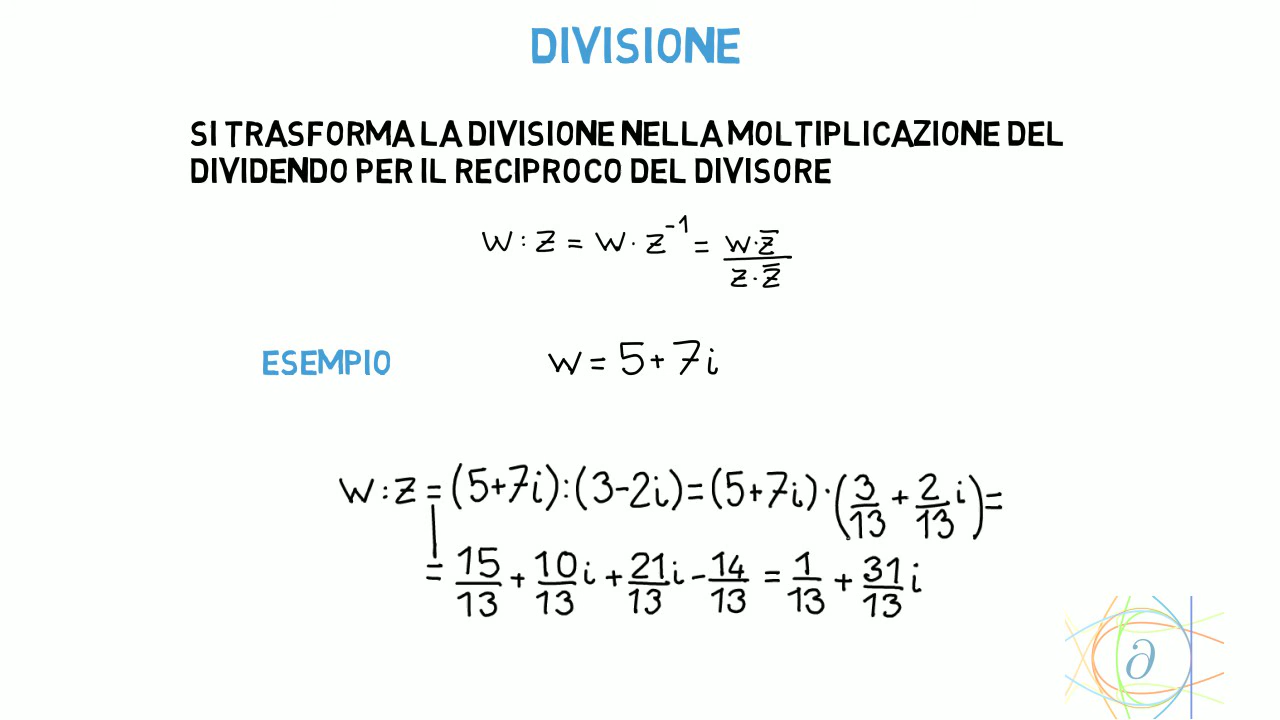 DIVISIONE
SI TRASFORMA LA DIVISIONE NELLA MOLTIPLICAZIONE DEL
DIVIDENDO PER IL RECIPROCO DEL DIVISORE
w : z = w · z⁻¹ = (w · z̅)/(z · z̅)
ESEMPIO w = 5 + 7i
w : z = (5+7i) : (3-2i) = (5+7i) · (3/13 + 2/13 i) =
= 15/13 + 10/13 i + 21/13 i - 14/13 = 1/13 + 31/13 i
∂